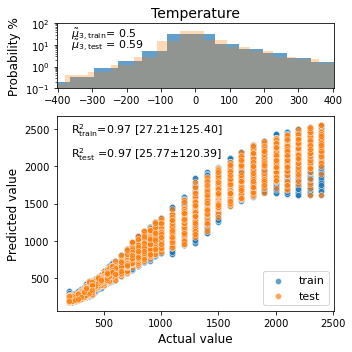 Temperature
Probability %
10²
10¹
10⁰
10⁻¹
μ̃₃, train = 0.5
μ̃₃, test = 0.59
−400 −300 −200 −100 0 100 200 300 400
Predicted value
2500
2000
1500
1000
500
R²train=0.97 [27.21±125.40]
R²test =0.97 [25.77±120.39]
train
test
500 1000 1500 2000 2500
Actual value